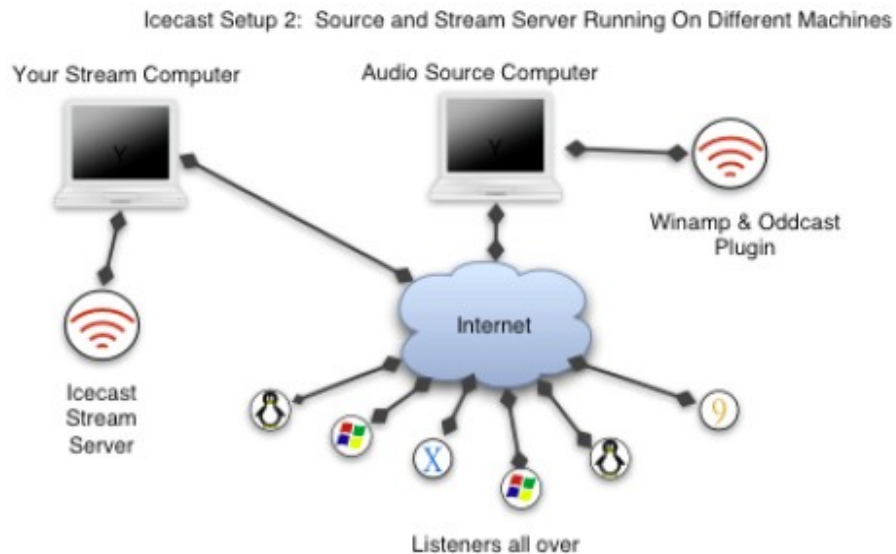 Icecast Setup 2: Source and Stream Server Running On Different Machines
Your Stream Computer
Audio Source Computer
Y
Y
Winamp & Oddcast
Plugin
Internet
Icecast
Stream
Server
9
X
Listeners all over